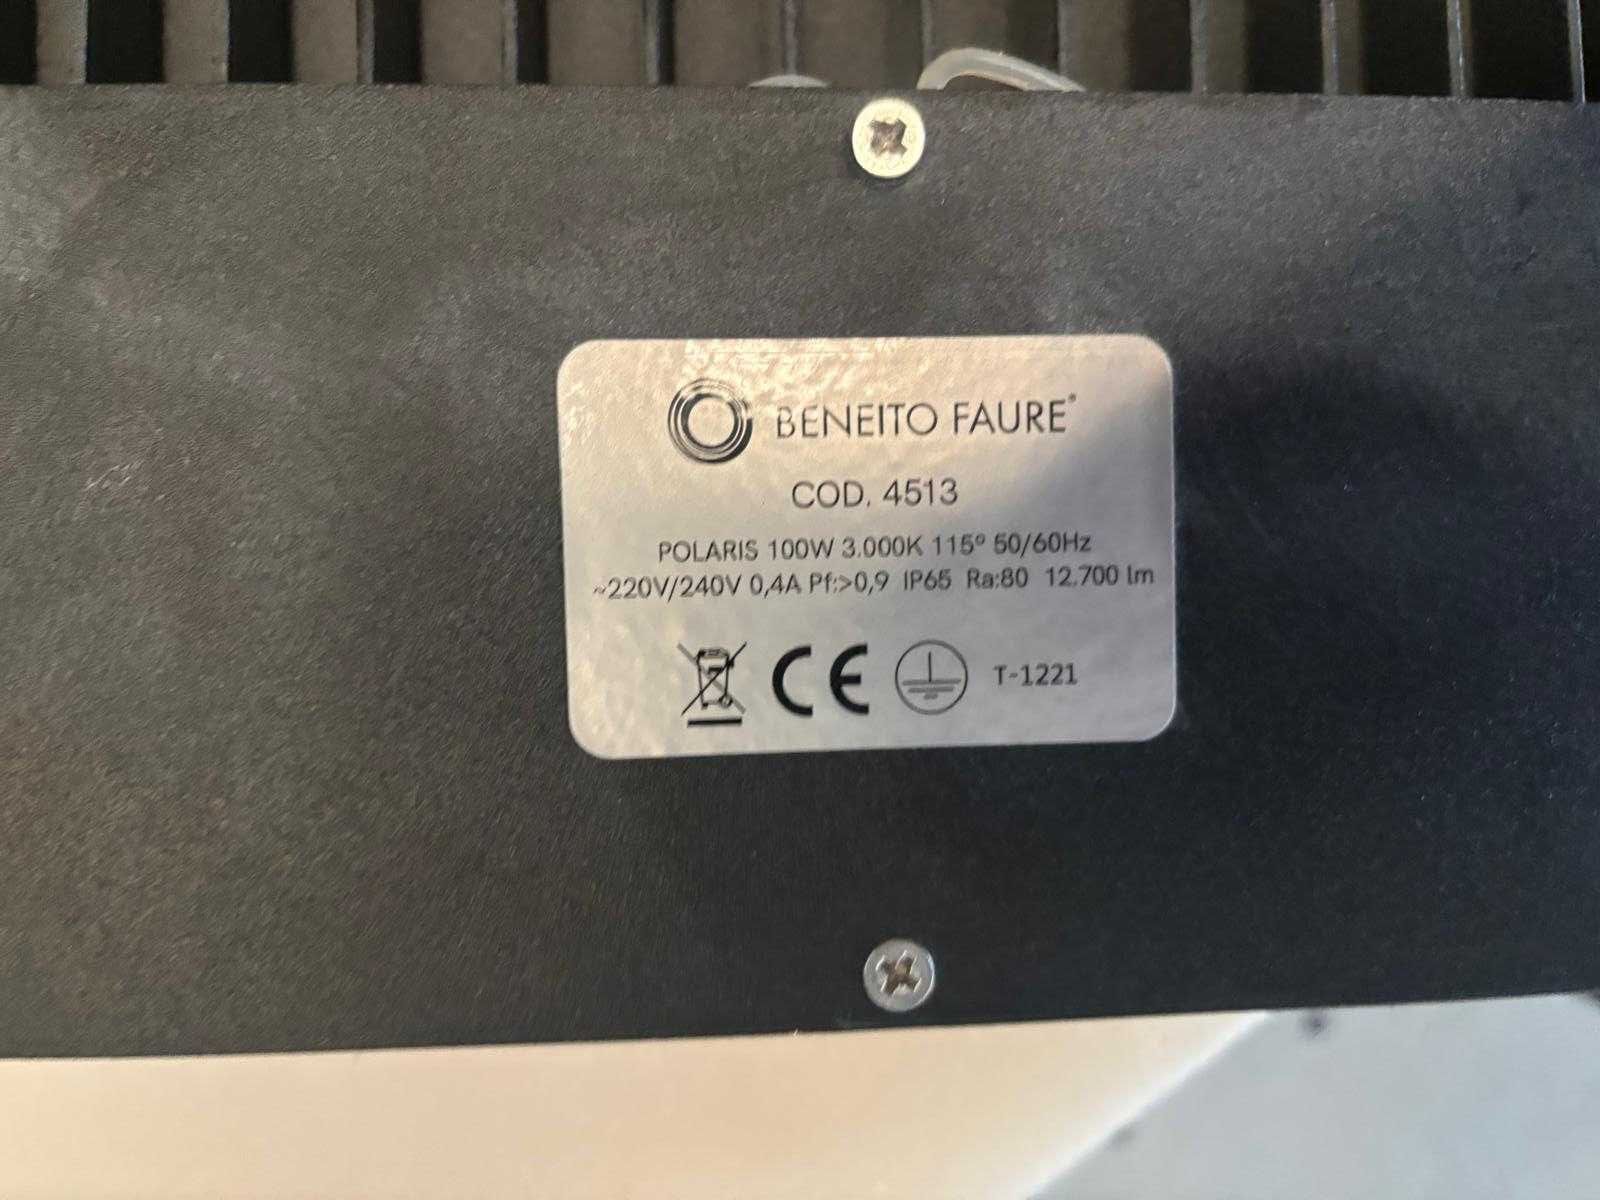 BENEITO FAURE®
COD. 4513
POLARIS 100W 3.000K 115º 50/60Hz
~220V/240V 0,4A Pf:>0,9 IP65 Ra:80 12.700 lm
CE T-1221